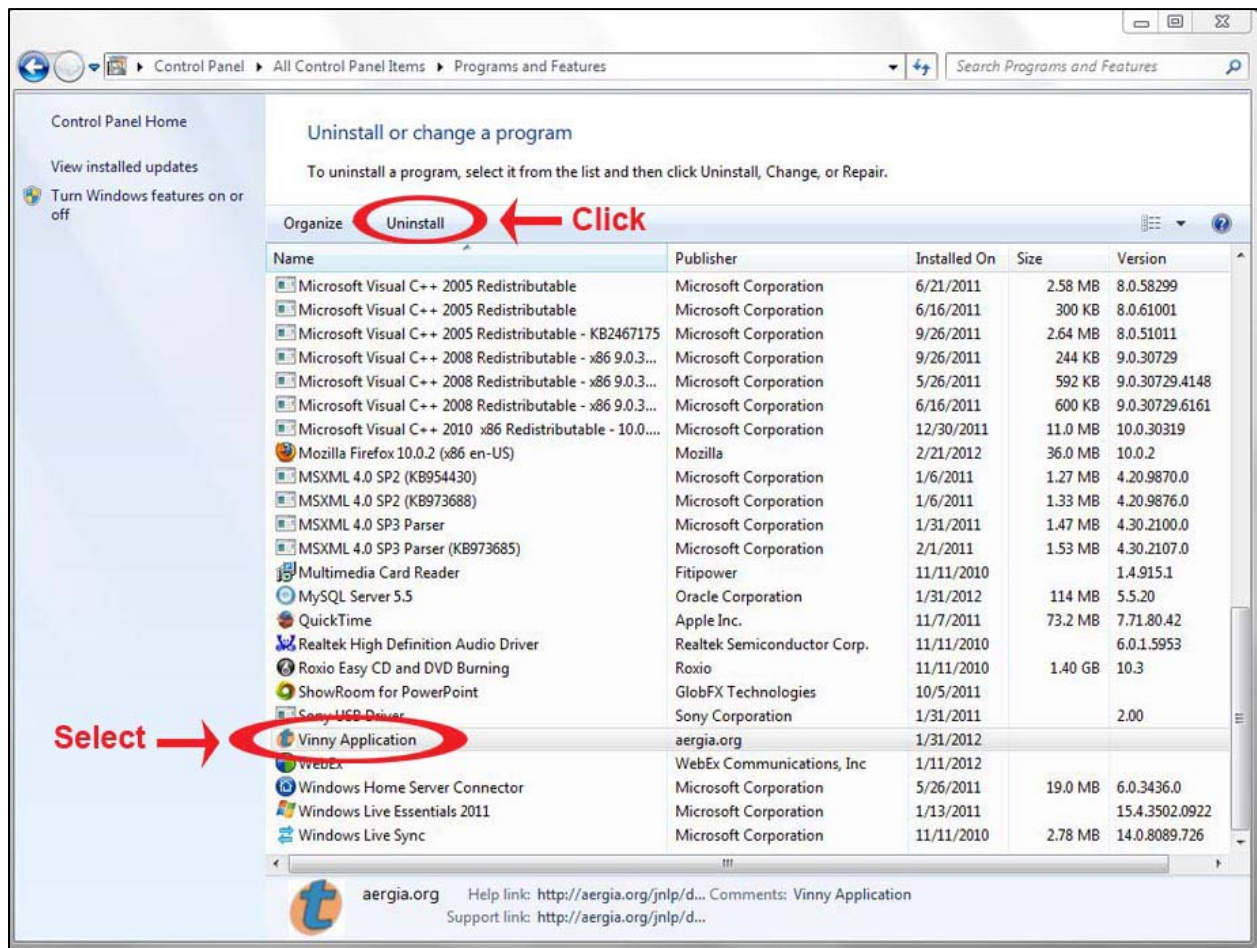 Control Panel ▸ All Control Panel Items ▸ Programs and Features Search Programs and Features
Control Panel Home
View installed updates
Turn Windows features on or
off
Uninstall or change a program
To uninstall a program, select it from the list and then click Uninstall, Change, or Repair.
Organize Uninstall Click
Name Publisher Installed On Size Version
Microsoft Visual C++ 2005 Redistributable Microsoft Corporation 6/21/2011 2.58 MB 8.0.58299
Microsoft Visual C++ 2005 Redistributable Microsoft Corporation 6/16/2011 300 KB 8.0.61001
Microsoft Visual C++ 2005 Redistributable - KB2467175 Microsoft Corporation 9/26/2011 2.64 MB 8.0.51011
Microsoft Visual C++ 2008 Redistributable - x86 9.0.3... Microsoft Corporation 9/26/2011 244 KB 9.0.30729
Microsoft Visual C++ 2008 Redistributable - x86 9.0.3... Microsoft Corporation 5/26/2011 592 KB 9.0.30729.4148
Microsoft Visual C++ 2008 Redistributable - x86 9.0.3... Microsoft Corporation 6/16/2011 600 KB 9.0.30729.6161
Microsoft Visual C++ 2010 x86 Redistributable - 10.0.... Microsoft Corporation 12/30/2011 11.0 MB 10.0.30319
Mozilla Firefox 10.0.2 (x86 en-US) Mozilla 2/21/2012 36.0 MB 10.0.2
MSXML 4.0 SP2 (KB954430) Microsoft Corporation 1/6/2011 1.27 MB 4.20.9870.0
MSXML 4.0 SP2 (KB973688) Microsoft Corporation 1/6/2011 1.33 MB 4.20.9876.0
MSXML 4.0 SP3 Parser Microsoft Corporation 1/31/2011 1.47 MB 4.30.2100.0
MSXML 4.0 SP3 Parser (KB973685) Microsoft Corporation 2/1/2011 1.53 MB 4.30.2107.0
Multimedia Card Reader Fitipower 11/11/2010 1.4.915.1
MySQL Server 5.5 Oracle Corporation 1/31/2012 114 MB 5.5.20
QuickTime Apple Inc. 11/7/2011 73.2 MB 7.71.80.42
Realtek High Definition Audio Driver Realtek Semiconductor Corp. 11/11/2010 6.0.1.5953
Roxio Easy CD and DVD Burning Roxio 11/11/2010 1.40 GB 10.3
ShowRoom for PowerPoint GlobFX Technologies 10/5/2011
Sony USB Driver Sony Corporation 1/31/2011 2.00
Select Vinny Application aergia.org 1/31/2012
WebEx WebEx Communications, Inc 1/11/2012
Windows Home Server Connector Microsoft Corporation 5/26/2011 19.0 MB 6.0.3436.0
Windows Live Essentials 2011 Microsoft Corporation 1/13/2011 15.4.3502.0922
Windows Live Sync Microsoft Corporation 11/11/2010 2.78 MB 14.0.8089.726
aergia.org Help link: http://aergia.org/jnlp/d... Comments: Vinny Application
Support link: http://aergia.org/jnlp/d...